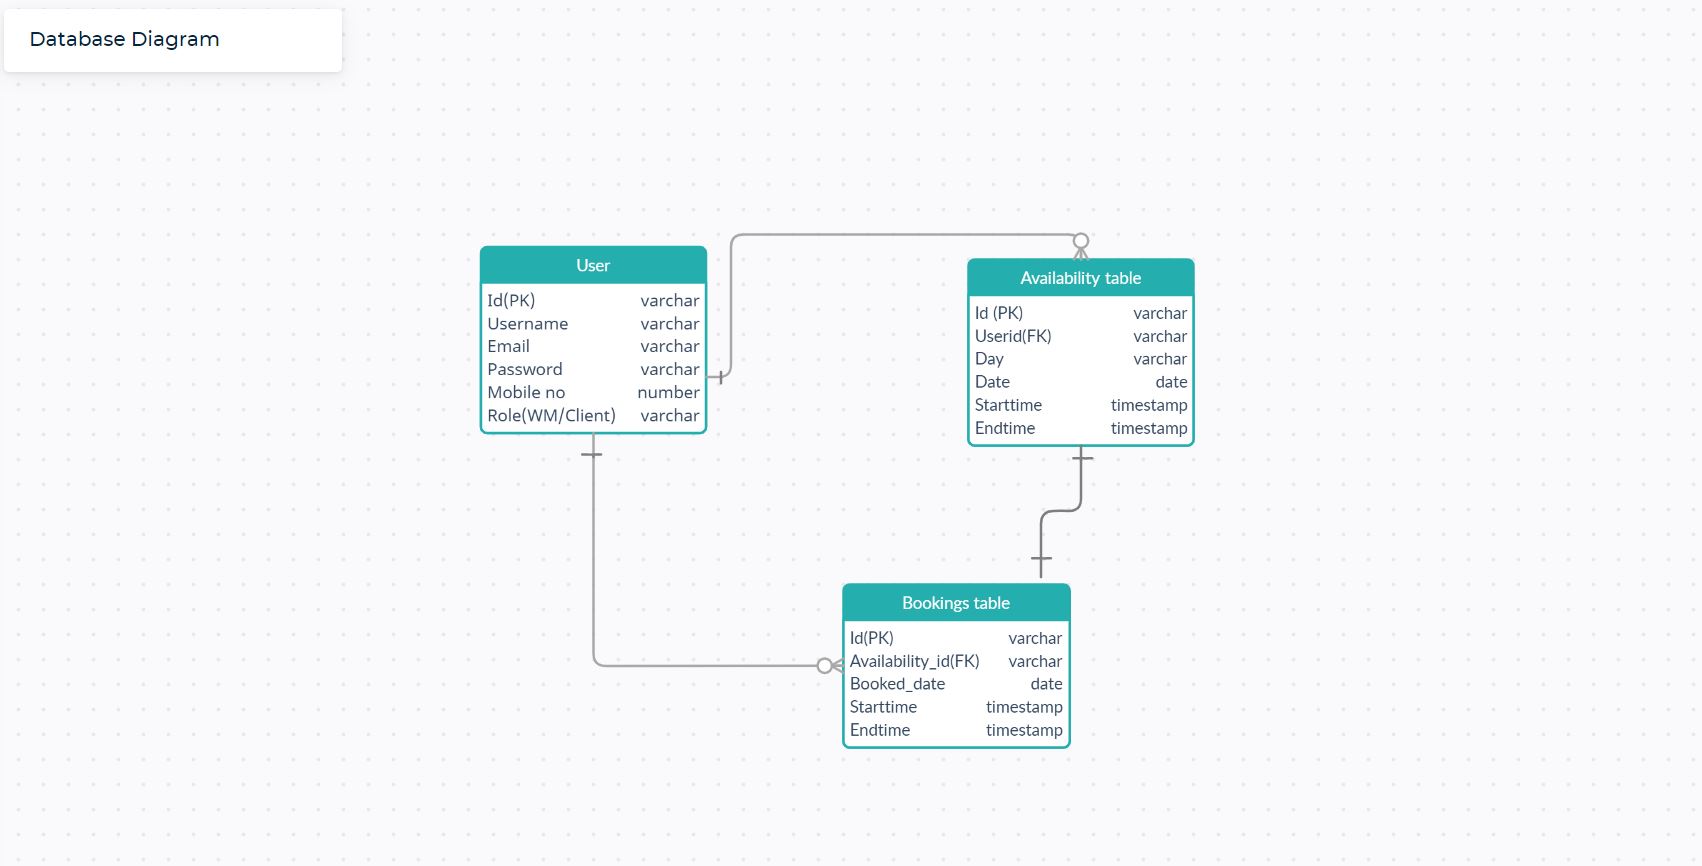 Database Diagram
User
Id(PK) varchar
Username varchar
Email varchar
Password varchar
Mobile no number
Role(WM/Client) varchar
Availability table
Id (PK) varchar
Userid(FK) varchar
Day varchar
Date date
Starttime timestamp
Endtime timestamp
Bookings table
Id(PK) varchar
Availability_id(FK) varchar
Booked_date date
Starttime timestamp
Endtime timestamp